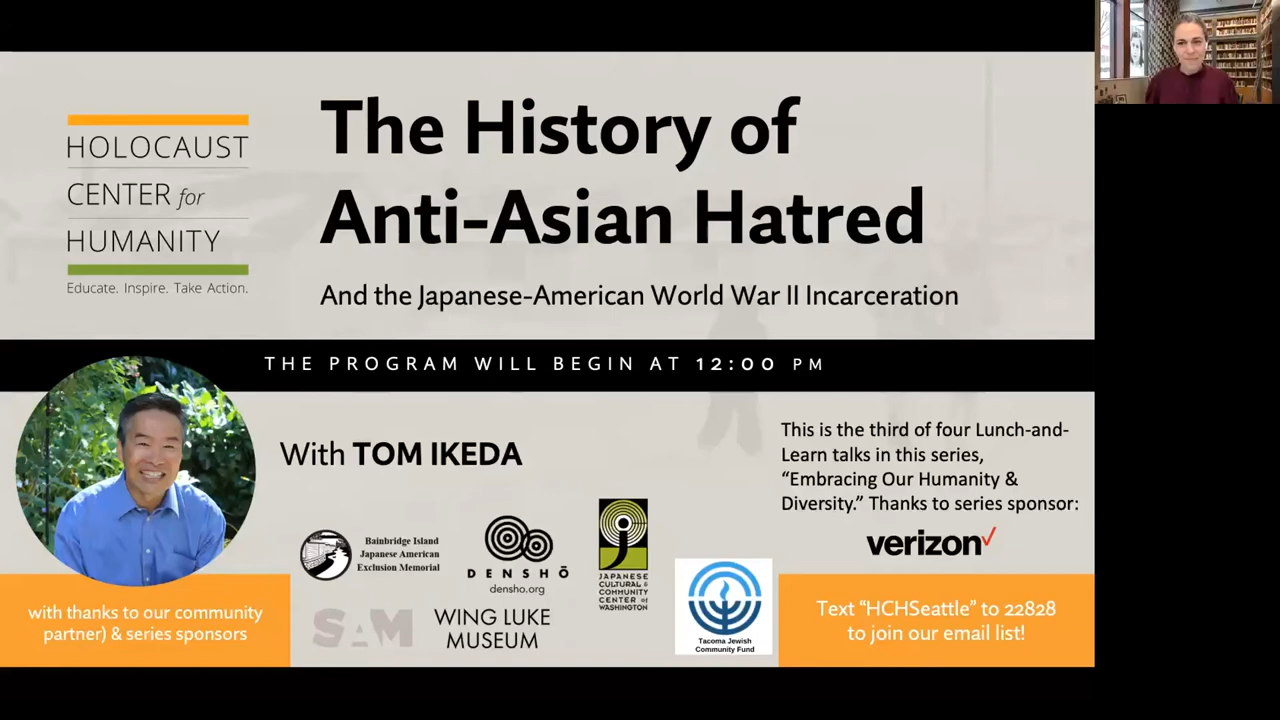 HOLOCAUST
CENTER for
HUMANITY
Educate. Inspire. Take Action.
The History of
Anti-Asian Hatred
And the Japanese-American World War II Incarceration
THE PROGRAM WILL BEGIN AT 12:00 PM
With TOM IKEDA
This is the third of four Lunch-and-
Learn talks in this series,
“Embracing Our Humanity &
Diversity.” Thanks to series sponsor:
verizon
Bainbridge Island
Japanese American
Exclusion Memorial
DENSHŌ
densho.org
JAPANESE
CULTURAL &
COMMUNITY
CENTER OF
WASHINGTON
SAM
WING LUKE
MUSEUM
Tacoma Jewish
Community Fund
with thanks to our community
partner) & series sponsors
Text “HCHSeattle” to 22828
to join our email list!